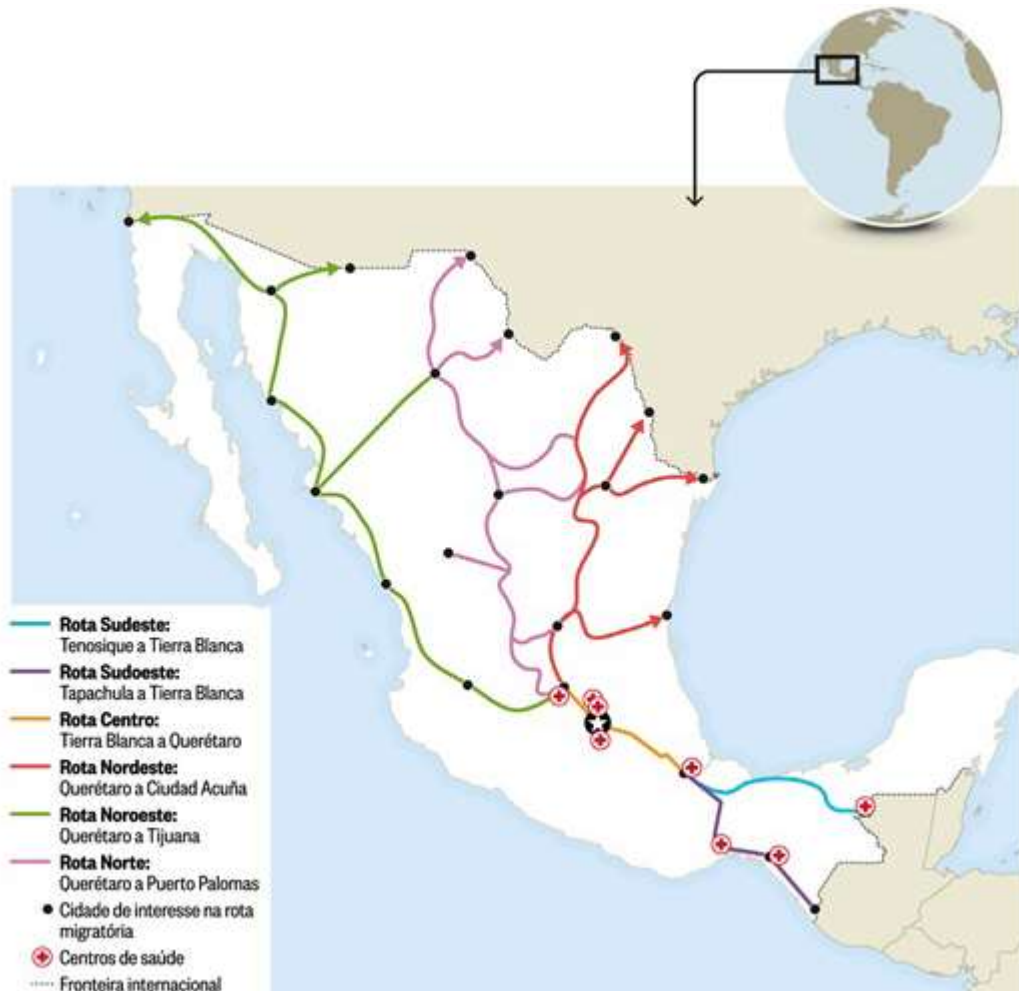 Rota Sudeste:
Tenosique a Tierra Blanca
Rota Sudoeste:
Tapachula a Tierra Blanca
Rota Centro:
Tierra Blanca a Querétaro
Rota Nordeste:
Querétaro a Ciudad Acuña
Rota Noroeste:
Querétaro a Tijuana
Rota Norte:
Querétaro a Puerto Palomas
Cidade de interesse na rota
migratória
Centros de saúde
Fronteira internacional